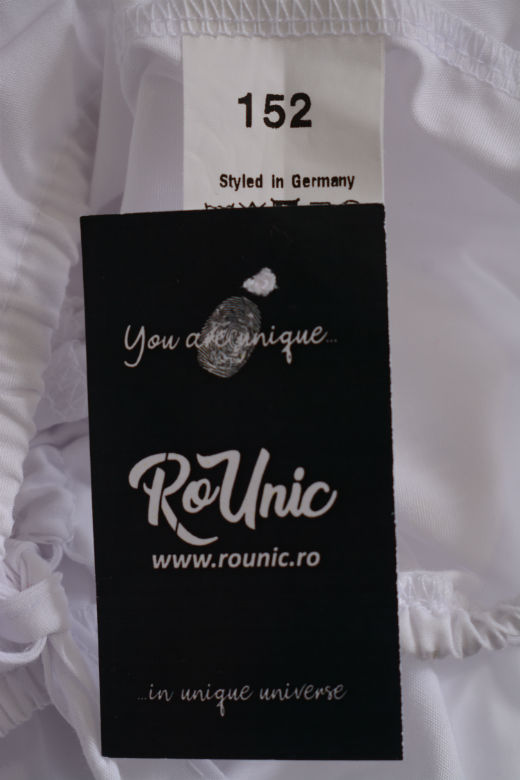 152
Styled in Germany
You are unique...
RoUnic
www.rounic.ro
...in unique universe